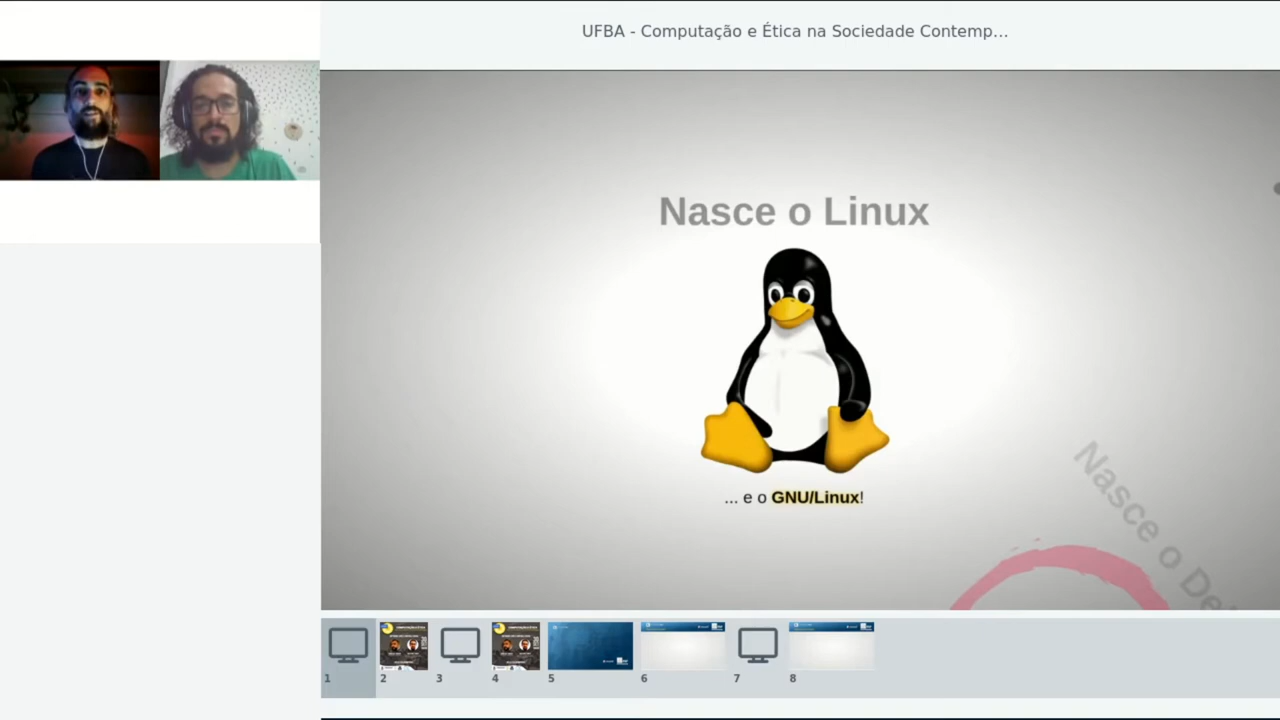 UFBA - Computação e Ética na Sociedade Contemp...
Nasce o Linux
... e o GNU/Linux!
Nasce o De
1
2
3
4
5
6
7
8